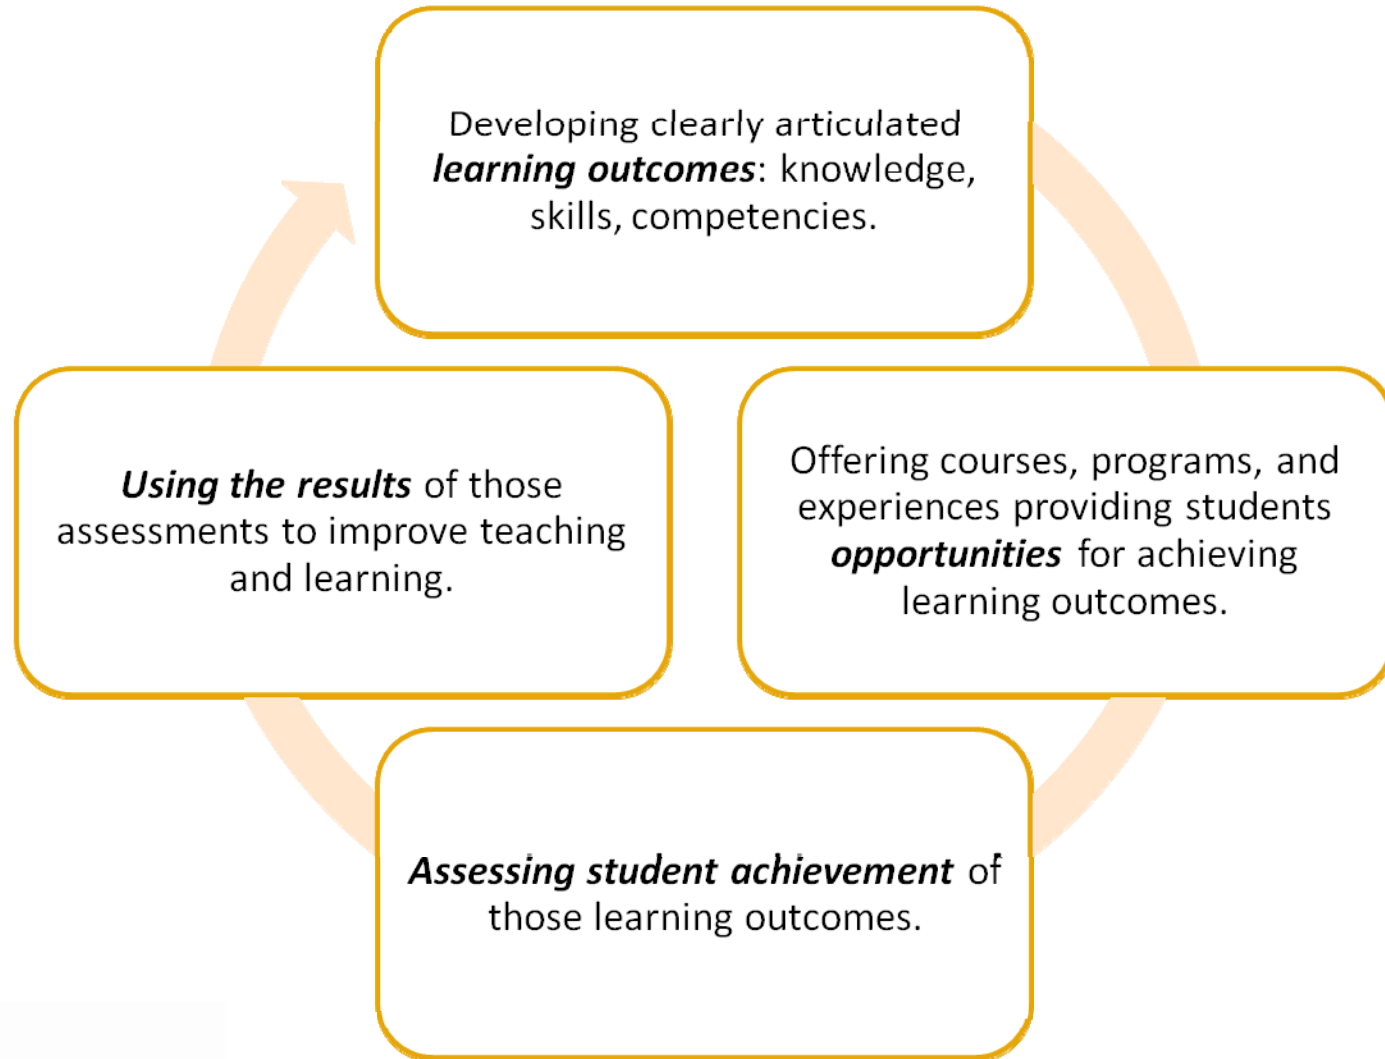 Developing clearly articulated
learning outcomes: knowledge,
skills, competencies.
Offering courses, programs, and
experiences providing students
opportunities for achieving
learning outcomes.
Assessing student achievement of
those learning outcomes.
Using the results of those
assessments to improve teaching
and learning.